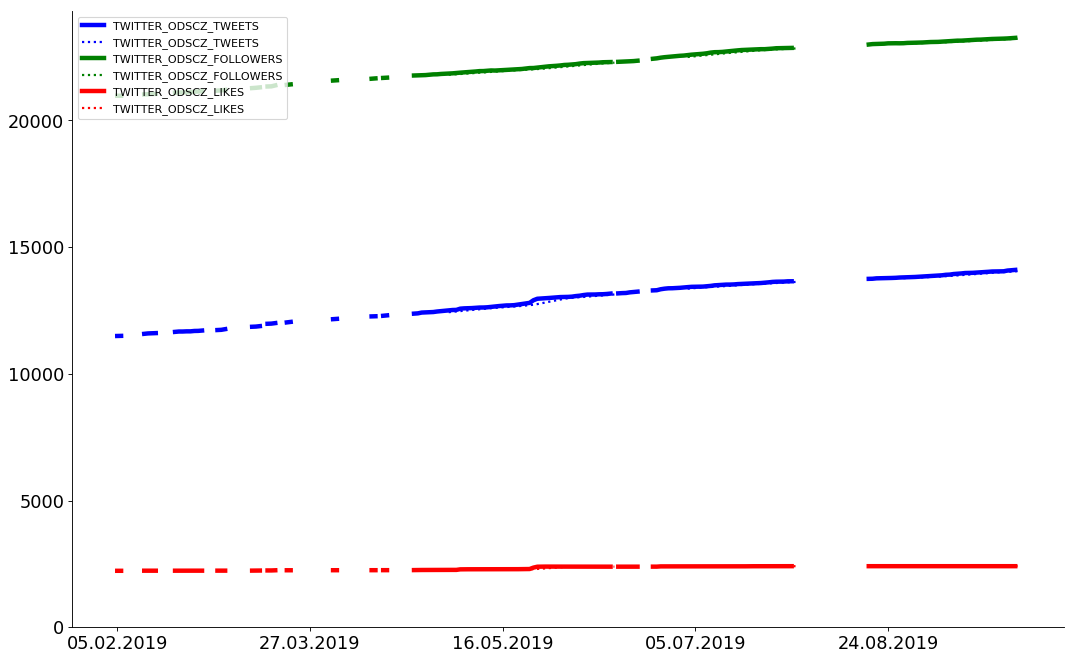 TWITTER_ODSCZ_TWEETS
TWITTER_ODSCZ_TWEETS
TWITTER_ODSCZ_FOLLOWERS
TWITTER_ODSCZ_FOLLOWERS
TWITTER_ODSCZ_LIKES
TWITTER_ODSCZ_LIKES
20000
15000
10000
5000
0
05.02.2019 27.03.2019 16.05.2019 05.07.2019 24.08.2019